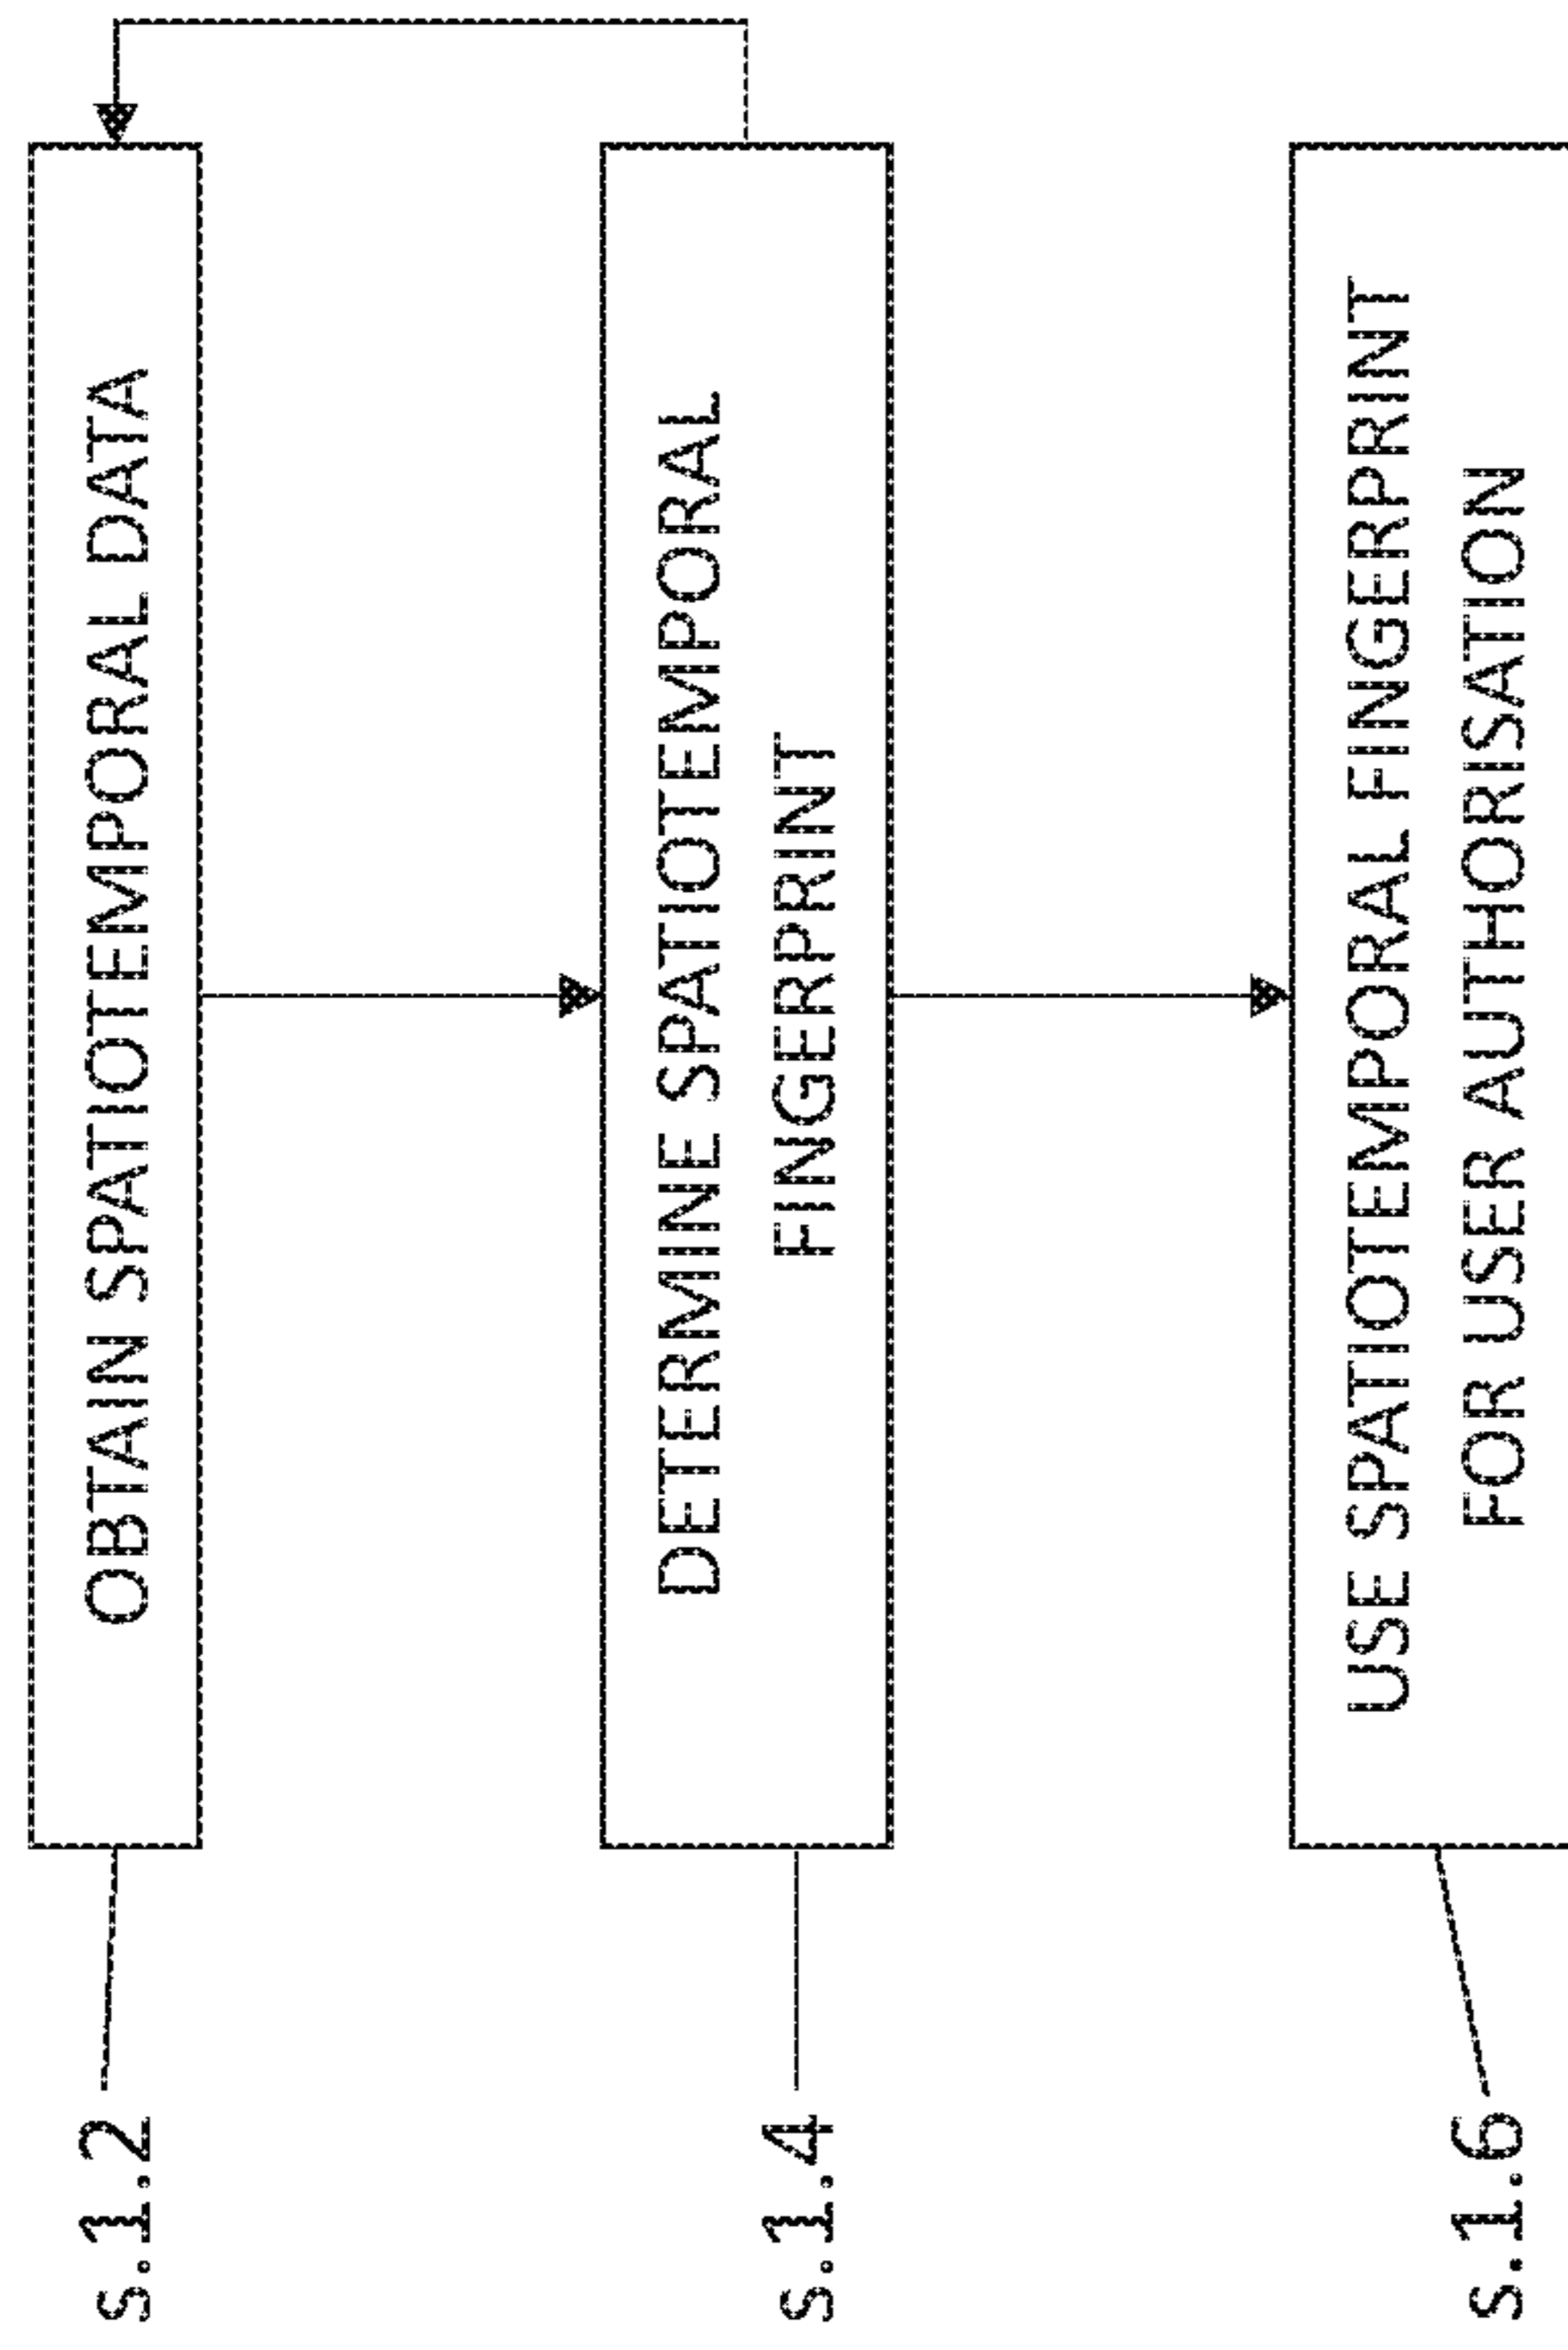 s.1.2
OBTAIN SPATIOTEMPORAL DATA
s.1.4
DETERMINE SPATIOTEMPORAL
FINGERPRINT
s.1.6
USE SPATIOTEMPORAL FINGERPRINT
FOR USER AUTHORISATION